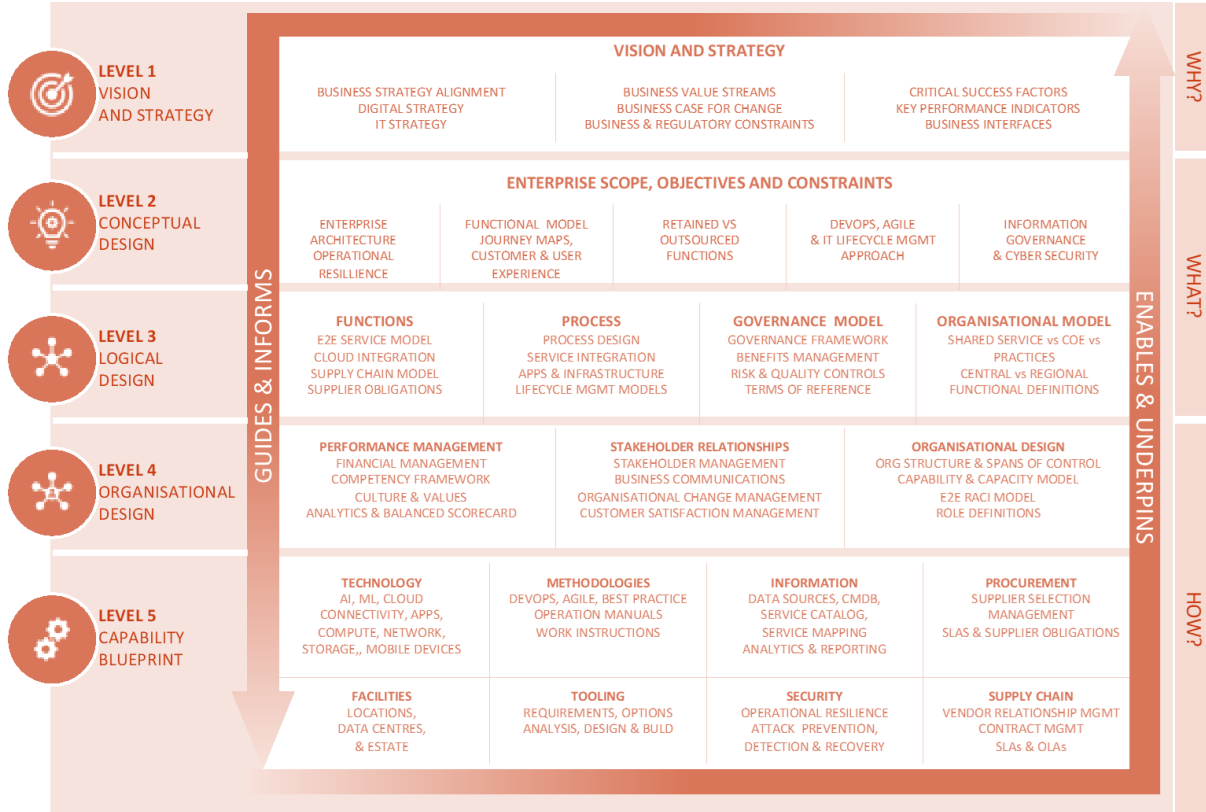 LEVEL 1
VISION
AND STRATEGY
VISION AND STRATEGY
BUSINESS STRATEGY ALIGNMENT
DIGITAL STRATEGY
IT STRATEGY
BUSINESS VALUE STREAMS
BUSINESS CASE FOR CHANGE
BUSINESS & REGULATORY CONSTRAINTS
CRITICAL SUCCESS FACTORS
KEY PERFORMANCE INDICATORS
BUSINESS INTERFACES
WHY?
LEVEL 2
CONCEPTUAL
DESIGN
ENTERPRISE SCOPE, OBJECTIVES AND CONSTRAINTS
ENTERPRISE
ARCHITECTURE
OPERATIONAL
RESILLIENCE
FUNCTIONAL MODEL
JOURNEY MAPS,
CUSTOMER & USER
EXPERIENCE
RETAINED VS
OUTSOURCED
FUNCTIONS
DEVOPS, AGILE
& IT LIFECYCLE MGMT
APPROACH
INFORMATION
GOVERNANCE
& CYBER SECURITY
WHAT?
GUIDES & INFORMS
ENABLES & UNDERPINS
LEVEL 3
LOGICAL
DESIGN
FUNCTIONS
E2E SERVICE MODEL
CLOUD INTEGRATION
SUPPLY CHAIN MODEL
SUPPLIER OBLIGATIONS
PROCESS
PROCESS DESIGN
SERVICE INTEGRATION
APPS & INFRASTRUCTURE
LIFECYCLE MGMT MODELS
GOVERNANCE MODEL
GOVERNANCE FRAMEWORK
BENEFITS MANAGEMENT
RISK & QUALITY CONTROLS
TERMS OF REFERENCE
ORGANISATIONAL MODEL
SHARED SERVICE vs COE vs
PRACTICES
CENTRAL vs REGIONAL
FUNCTIONAL DEFINITIONS
LEVEL 4
ORGANISATIONAL
DESIGN
PERFORMANCE MANAGEMENT
FINANCIAL MANAGEMENT
COMPETENCY FRAMEWORK
CULTURE & VALUES
ANALYTICS & BALANCED SCORECARD
STAKEHOLDER RELATIONSHIPS
STAKEHOLDER MANAGEMENT
BUSINESS COMMUNICATIONS
ORGANISATIONAL CHANGE MANAGEMENT
CUSTOMER SATISFACTION MANAGEMENT
ORGANISATIONAL DESIGN
ORG STRUCTURE & SPANS OF CONTROL
CAPABILITY & CAPACITY MODEL
E2E RACI MODEL
ROLE DEFINITIONS
HOW?
LEVEL 5
CAPABILITY
BLUEPRINT
TECHNOLOGY
AI, ML, CLOUD
CONNECTIVITY, APPS,
COMPUTE, NETWORK,
STORAGE,, MOBILE DEVICES
METHODOLOGIES
DEVOPS, AGILE, BEST PRACTICE
OPERATION MANUALS
WORK INSTRUCTIONS
INFORMATION
DATA SOURCES, CMDB,
SERVICE CATALOG,
SERVICE MAPPING
ANALYTICS & REPORTING
PROCUREMENT
SUPPLIER SELECTION
MANAGEMENT
SLAS & SUPPLIER OBLIGATIONS
FACILITIES
LOCATIONS,
DATA CENTRES,
& ESTATE
TOOLING
REQUIREMENTS, OPTIONS
ANALYSIS, DESIGN & BULD
SECURITY
OPERATIONAL RESILIENCE
ATTACK PREVENTION,
DETECTION & RECOVERY
SUPPLY CHAIN
VENDOR RELATIONSHIP MGMT
CONTRACT MGMT
SLAs & OLAs